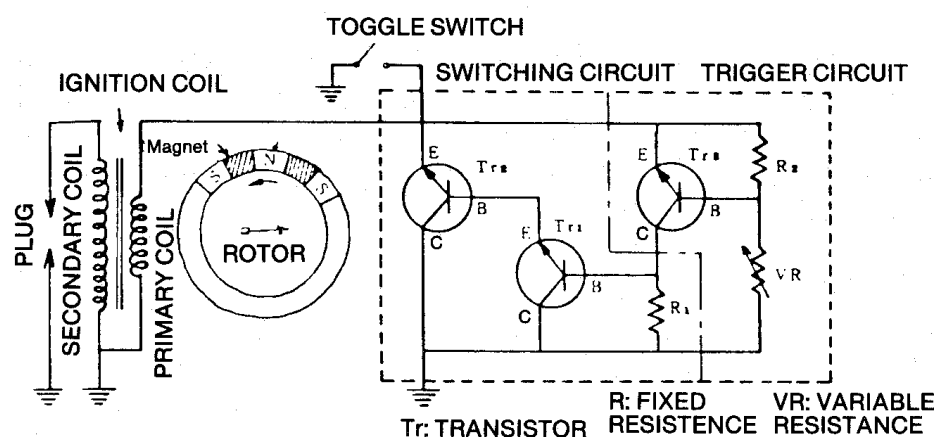 TOGGLE SWITCH
IGNITION COIL
SWITCHING CIRCUIT
TRIGGER CIRCUIT
Magnet
S
N
S
ROTOR
PLUG
SECONDARY COIL
PRIMARY COIL
E
Tr2
B
C
E
Tr1
B
C
E
Tr3
B
C
R2
VR
R1
Tr: TRANSISTOR
R: FIXED RESISTENCE
VR: VARIABLE RESISTANCE